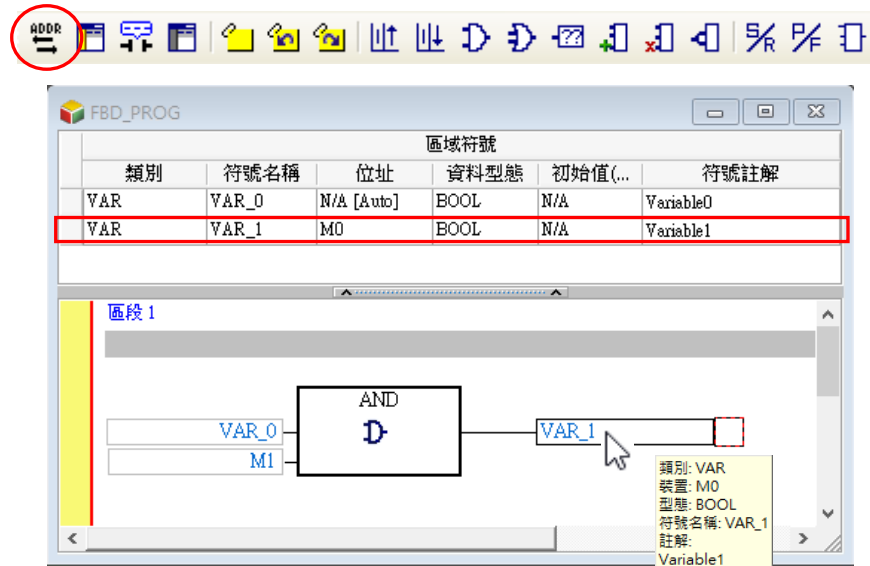 ADDR
??
S/R
P/F
FBD_PROG
區域符號
類別 符號名稱 位址 資料型態 初始值(... 符號註解
VAR VAR_0 N/A [Auto] BOOL N/A Variable0
VAR VAR_1 M0 BOOL N/A Variable1
區段 1
AND
VAR_0
VAR_1
M1
類別: VAR
裝置: M0
型態: BOOL
符號名稱: VAR_1
註解:
Variable1